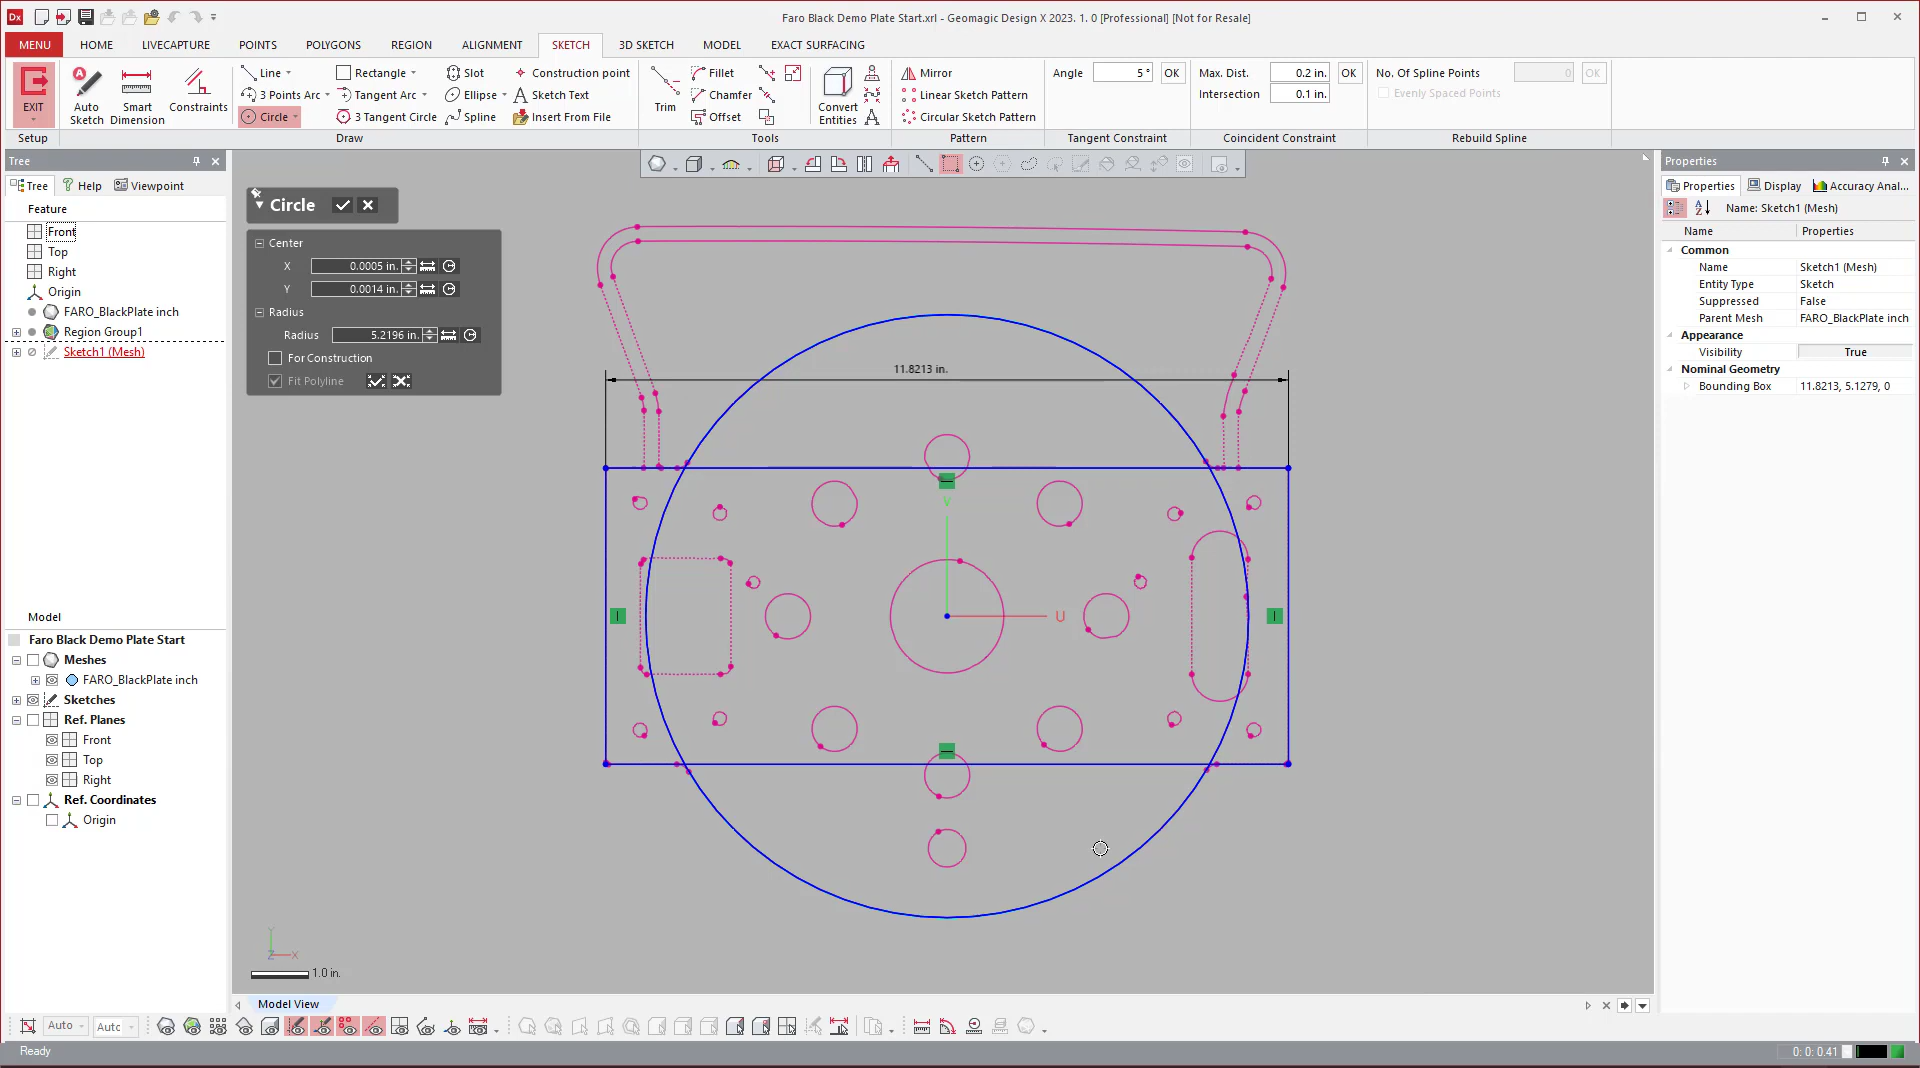 Faro Black Demo Plate Start.xrl - Geomagic Design X 2023. 1. 0 [Professional] [Not for Resale]
MENU HOME LIVECAPTURE POINTS POLYGONS REGION ALIGNMENT SKETCH 3D SKETCH MODEL EXACT SURFACING
Line Rectangle Slot Construction point Fillet Mirror Angle 5 ° OK Max. Dist. 0.2 in. OK No. Of Spline Points 0 OK
3 Points Arc Tangent Arc Ellipse Sketch Text Chamfer Linear Sketch Pattern Intersection 0.1 in. Evenly Spaced Points
EXIT Auto Sketch Smart Dimension Constraints Trim Convert Entities
Circle 3 Tangent Circle Spline Insert From File Offset Circular Sketch Pattern
Setup Draw Tools Pattern Tangent Constraint Coincident Constraint Rebuild Spline
Tree
Tree Help Viewpoint
Feature
Front
Top
Right
Origin
FARO_BlackPlate inch
Region Group1
Sketch1 (Mesh)
Model
Faro Black Demo Plate Start
Meshes
FARO_BlackPlate inch
Sketches
Ref. Planes
Front
Top
Right
Ref. Coordinates
Origin
Circle
Center
X 0.0005 in.
Y 0.0014 in.
Radius
Radius 5.2196 in.
For Construction
Fit Polyline
11.8213 in.
V
U
Y
Z X
1.0 in.
Properties
Properties Display Accuracy Anal...
Name: Sketch1 (Mesh)
Name Properties
Common
Name Sketch1 (Mesh)
Entity Type Sketch
Suppressed False
Parent Mesh FARO_BlackPlate inch
Appearance
Visibility True
Nominal Geometry
Bounding Box 11.8213, 5.1279, 0
Model View
Auto Autc
Ready
0: 0: 0.41